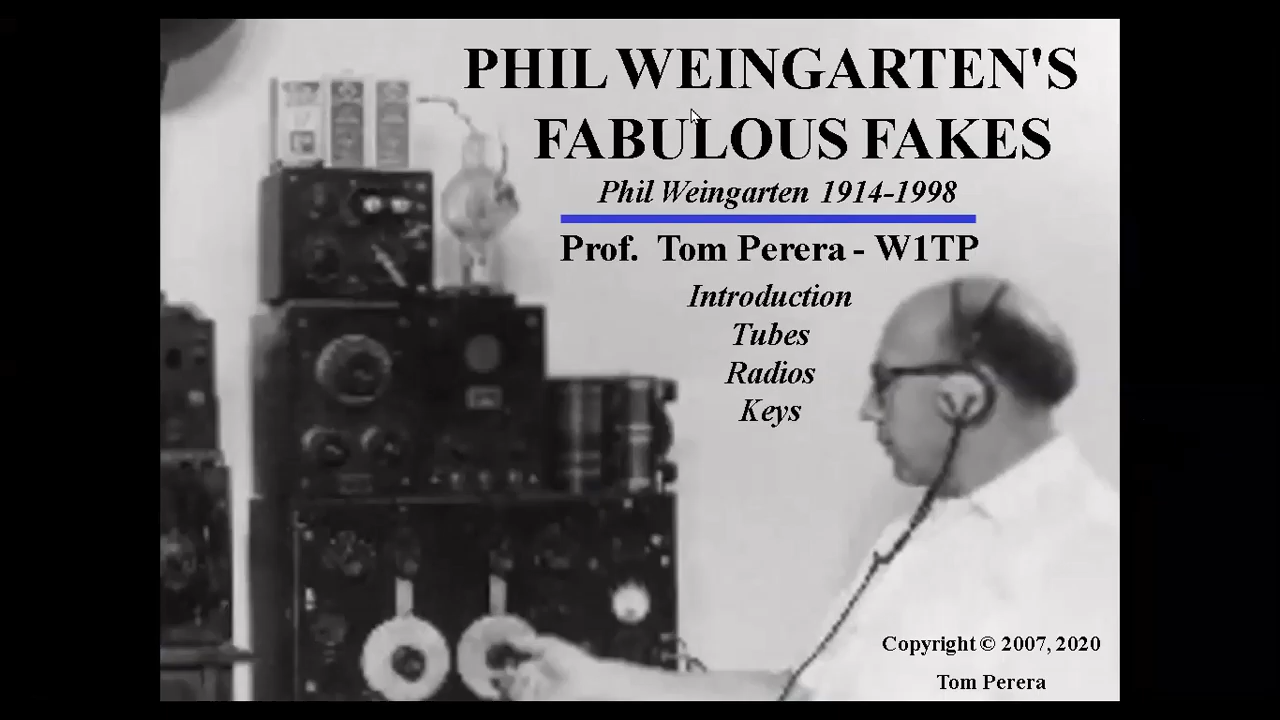 PHIL WEINGARTEN'S
FABULOUS FAKES
Phil Weingarten 1914-1998
Prof. Tom Perera - W1TP
Introduction
Tubes
Radios
Keys
Copyright © 2007, 2020
Tom Perera